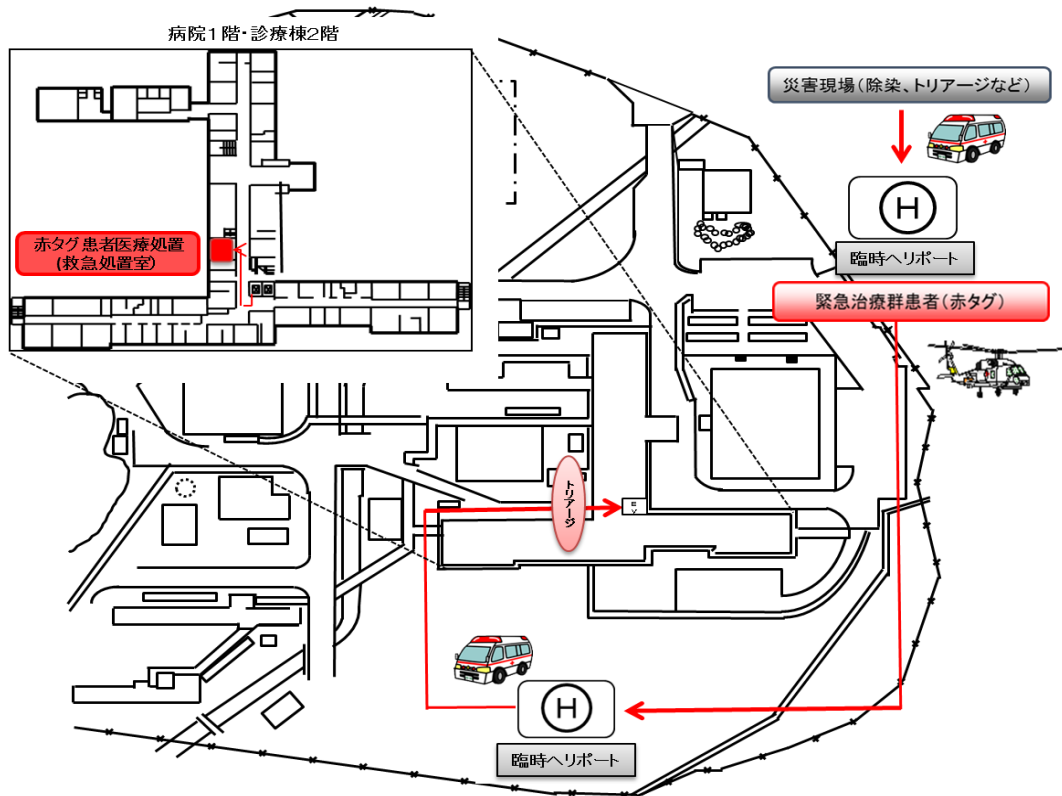 病院1階・診療棟2階
災害現場(除染、トリアージなど)
H
臨時ヘリポート
赤タグ患者医療処置
(救急処置室)
緊急治療群患者(赤タグ)
トリアージ
EV
H
臨時ヘリポート